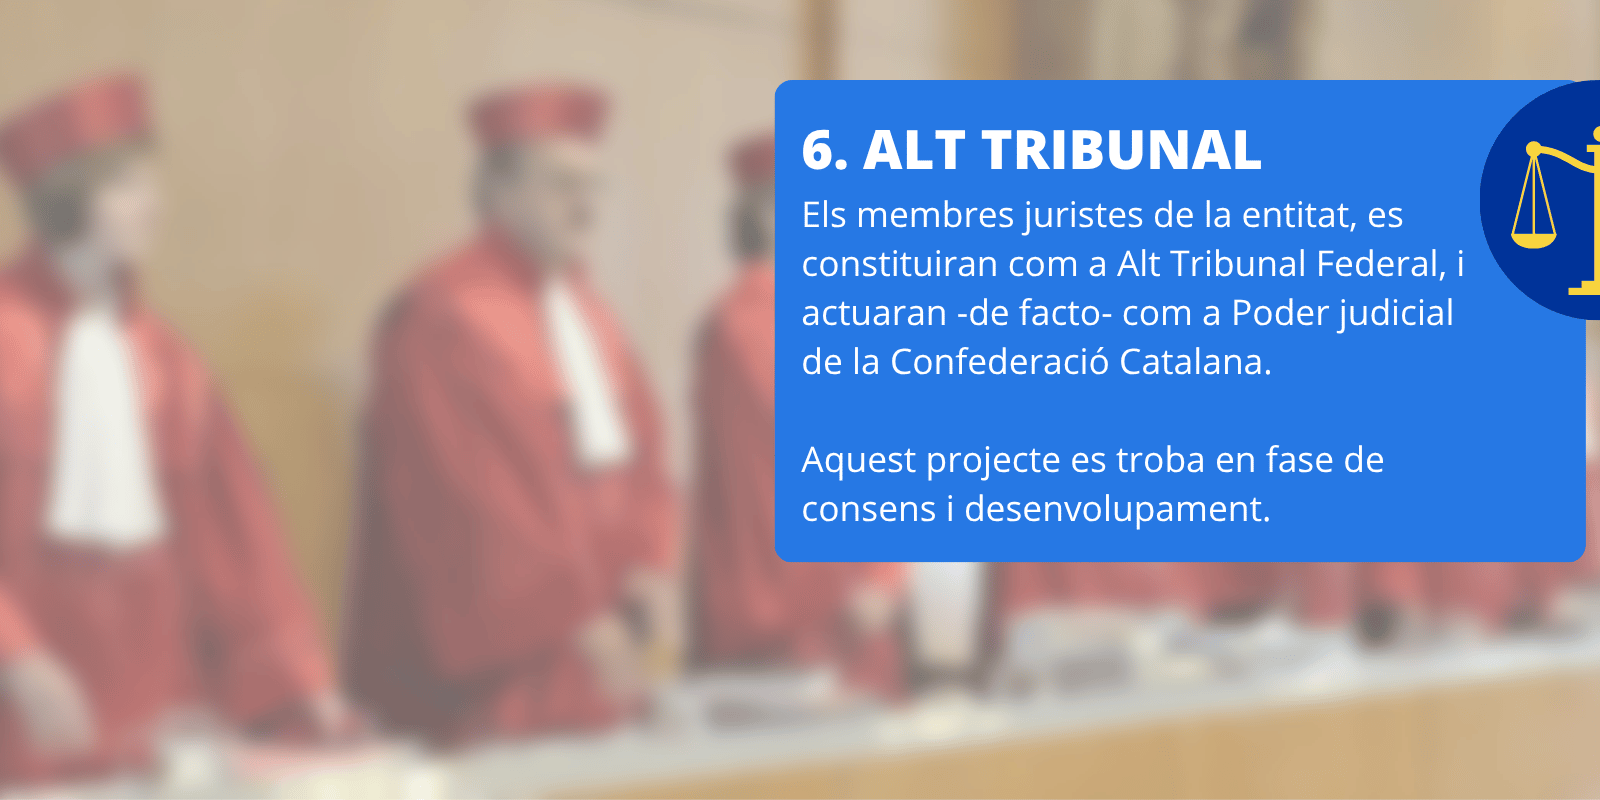 6. ALT TRIBUNAL
Els membres juristes de la entitat, es
constituiran com a Alt Tribunal Federal, i
actuaran -de facto- com a Poder judicial
de la Confederació Catalana.
Aquest projecte es troba en fase de
consens i desenvolupament.